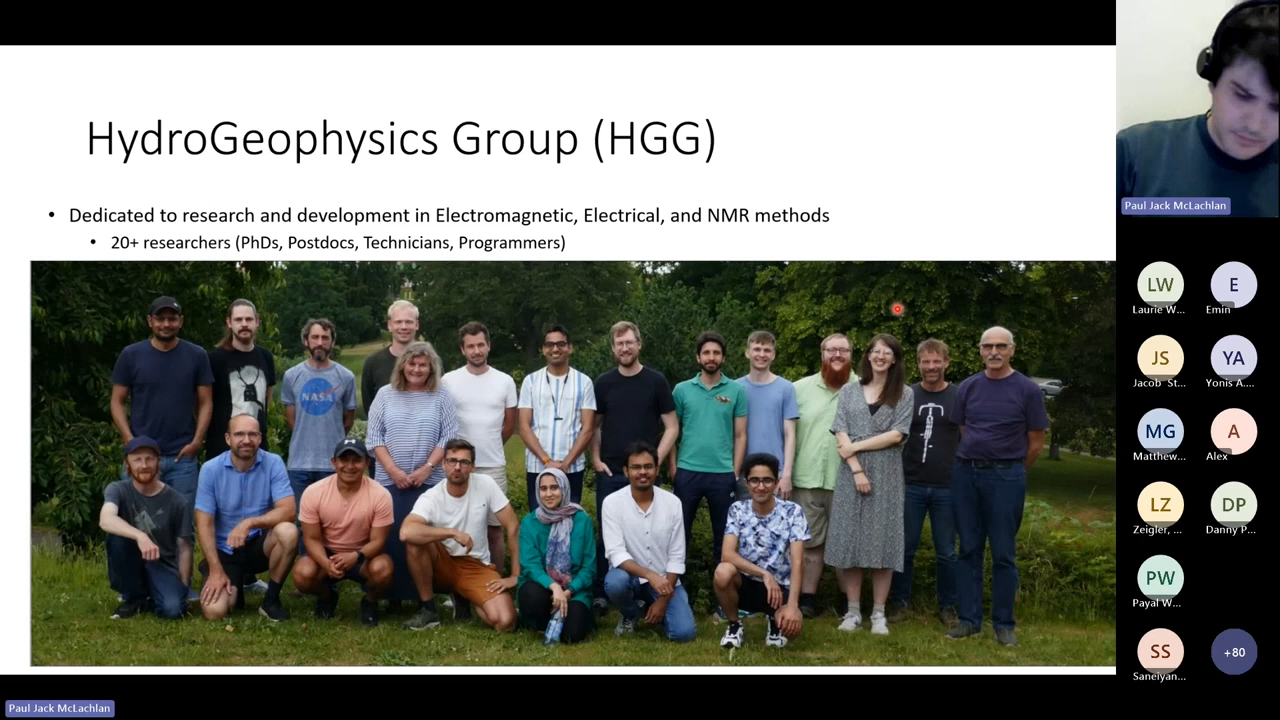 HydroGeophysics Group (HGG)
• Dedicated to research and development in Electromagnetic, Electrical, and NMR methods
• 20+ researchers (PhDs, Postdocs, Technicians, Programmers)
NASA
Paul Jack McLachlan
LW
Laurie W...
E
Emin
JS
Jacob St...
YA
Yonis A....
MG
Matthew...
A
Alex
LZ
Zeigler, ...
DP
Danny P...
PW
Payal W...
SS
Saneiyan...
+80
Paul Jack McLachlan